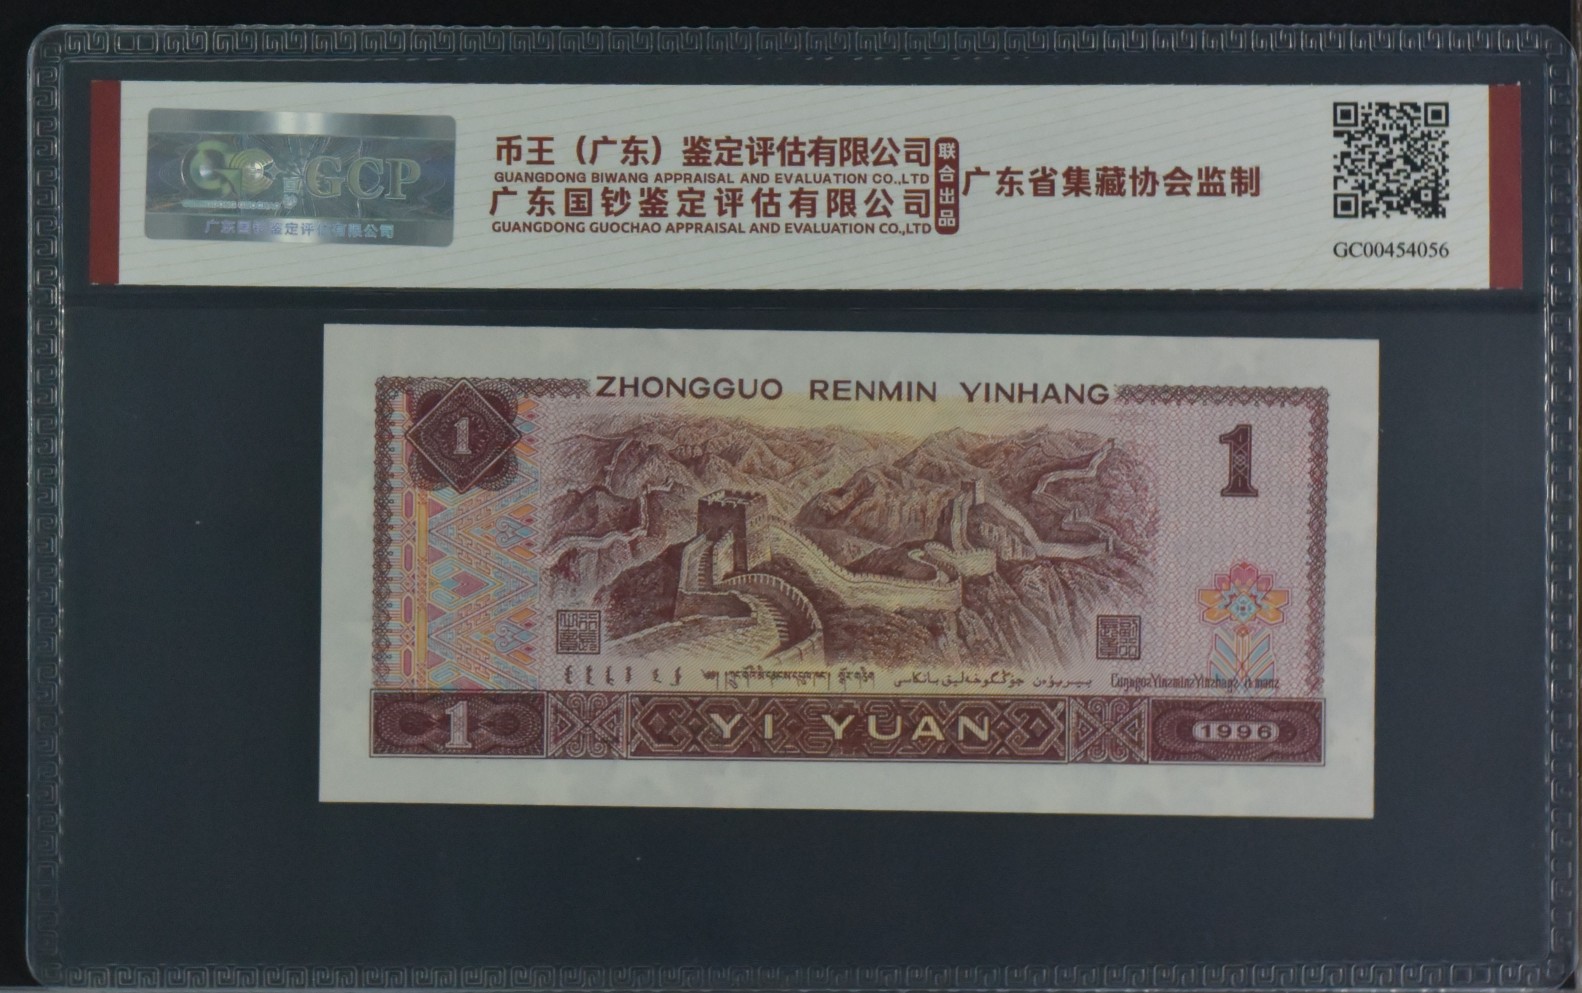 GCP
广东国钞鉴定评估有限公司
币王（广东）鉴定评估有限公司
GUANGDONG BIWANG APPRAISAL AND EVALUATION CO.,LTD
广东国钞鉴定评估有限公司
GUANGDONG GUOCHAO APPRAISAL AND EVALUATION CO.,LTD
联合出品
广东省集藏协会监制
GC00454056
ZHONGGUO RENMIN YINHANG
1
1
1 YI YUAN 1996